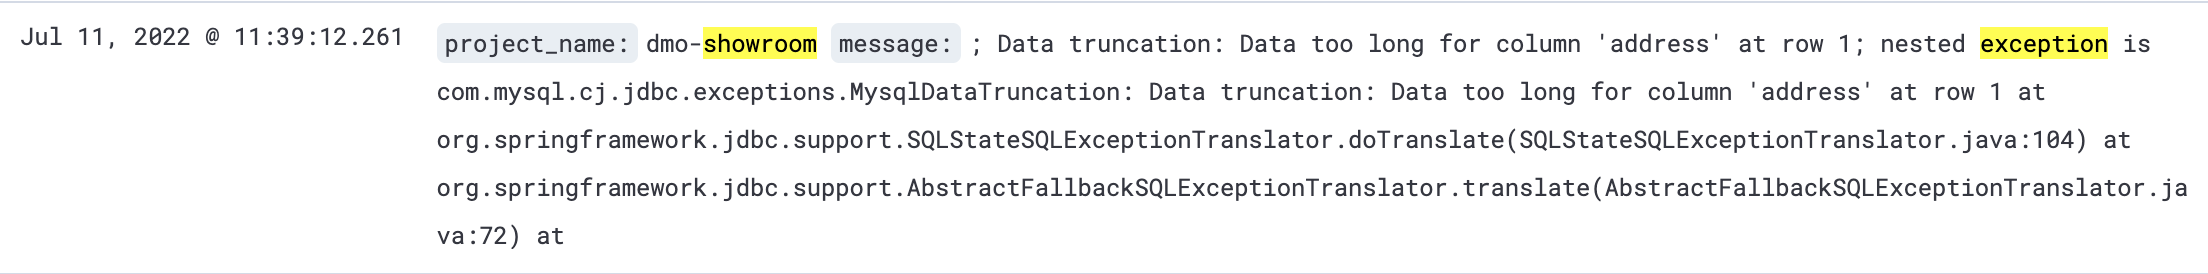 Jul 11, 2022 @ 11:39:12.261 project_name: dmo-showroom message: ; Data truncation: Data too long for column 'address' at row 1; nested exception is
com.mysql.cj.jdbc.exceptions.MysqlDataTruncation: Data truncation: Data too long for column 'address' at row 1 at
org.springframework.jdbc.support.SQLStateSQLExceptionTranslator.doTranslate(SQLStateSQLExceptionTranslator.java:104) at
org.springframework.jdbc.support.AbstractFallbackSQLExceptionTranslator.translate(AbstractFallbackSQLExceptionTranslator.ja
va:72) at